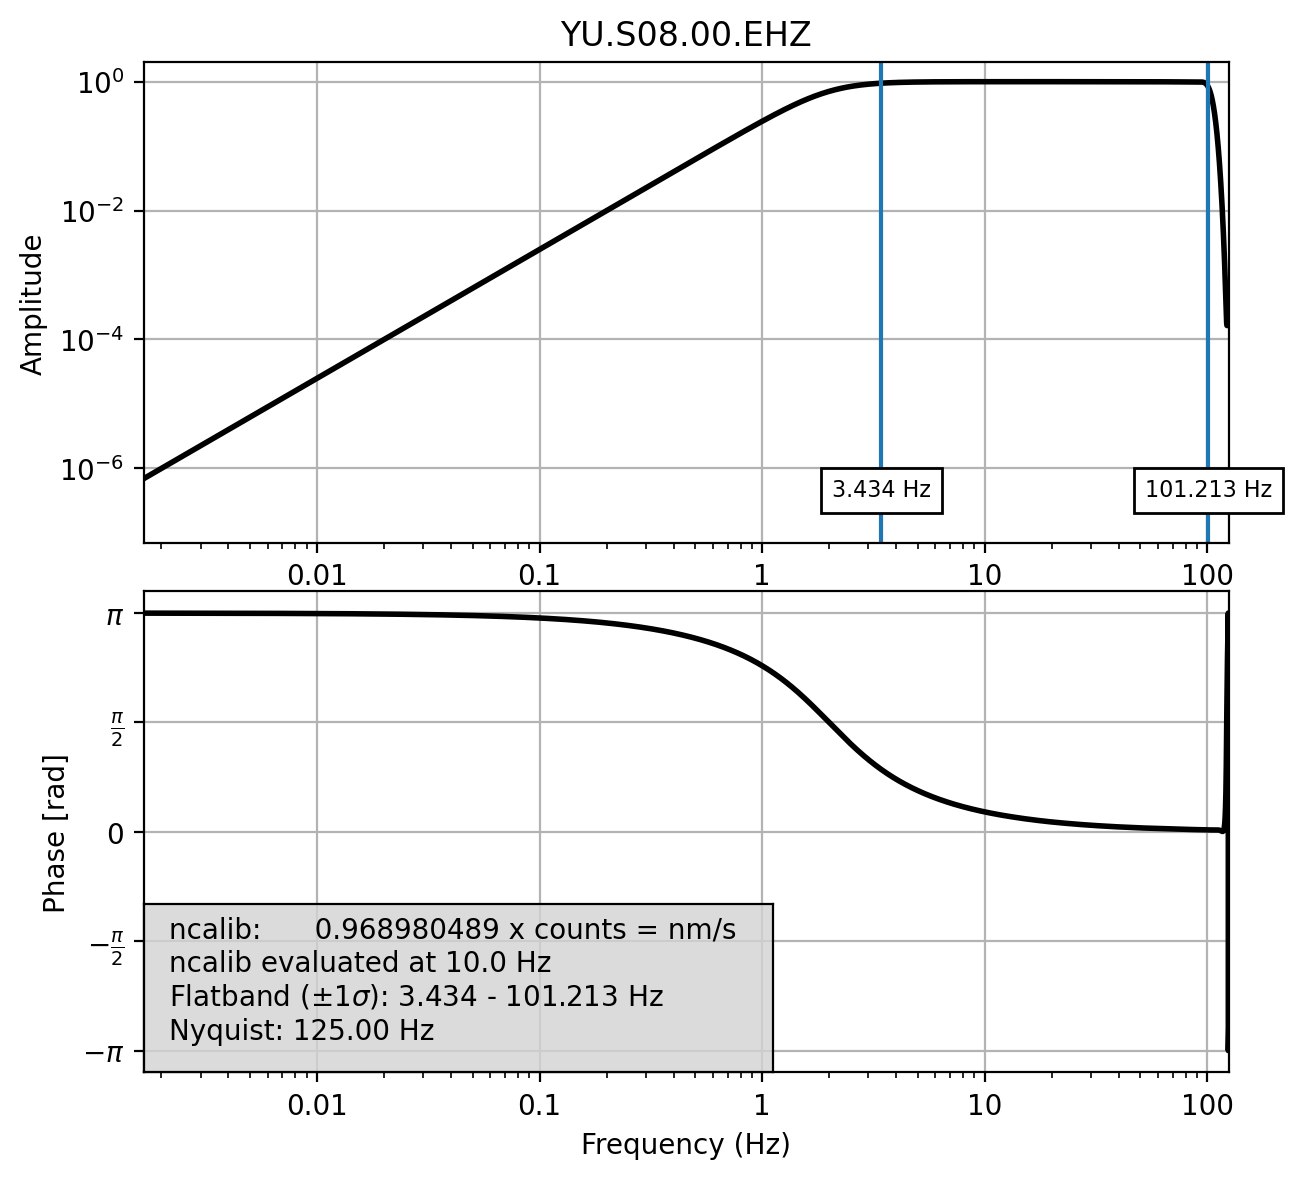 YU.S08.00.EHZ
Amplitude
10⁰
10⁻²
10⁻⁴
10⁻⁶
3.434 Hz
101.213 Hz
0.01 0.1 1 10 100
Phase [rad]
π
π/2
0
−π/2
−π
ncalib: 0.968980489 x counts = nm/s
ncalib evaluated at 10.0 Hz
Flatband (±1σ): 3.434 - 101.213 Hz
Nyquist: 125.00 Hz
0.01 0.1 1 10 100
Frequency (Hz)